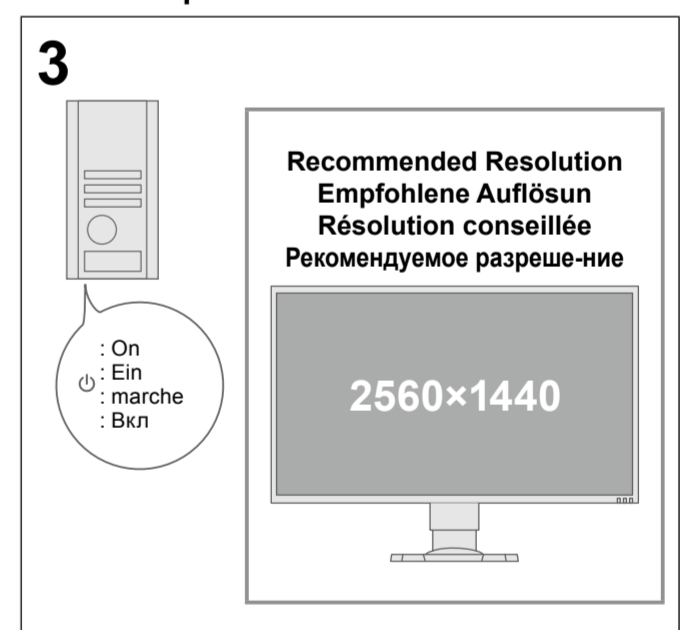 3
Recommended Resolution
Empfohlene Auflösun
Résolution conseillée
Рекомендуемое разреше-ние
2560×1440
: On
: Ein
: marche
: Вкл